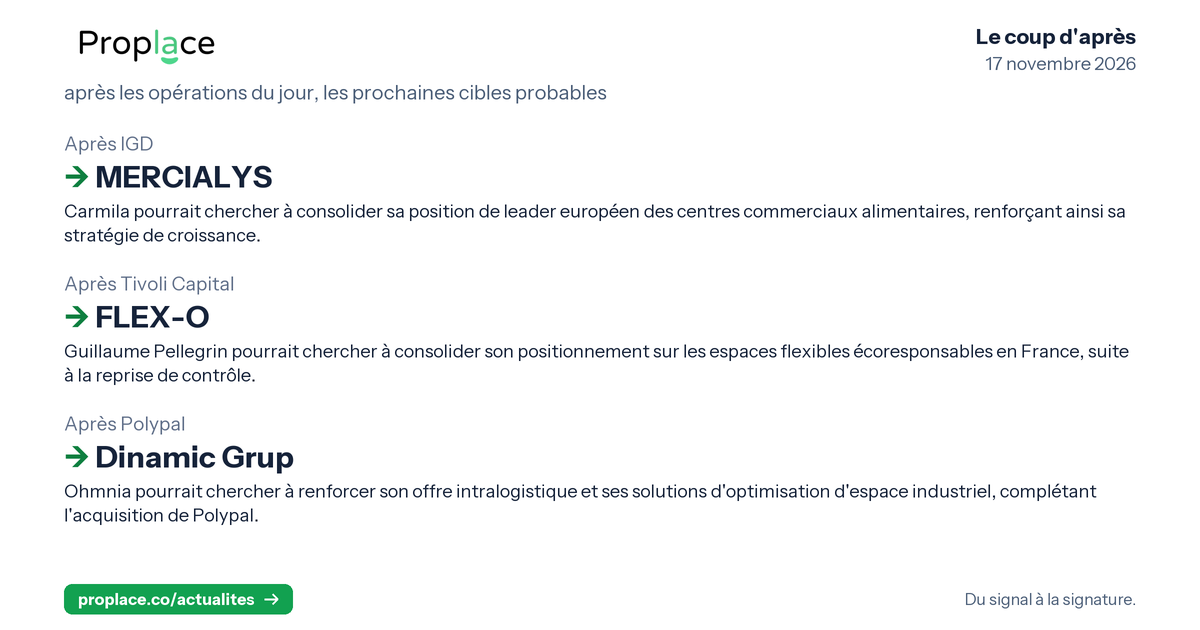 Proplace
Le coup d'après
17 novembre 2026
après les opérations du jour, les prochaines cibles probables
Après IGD
→ MERCIALYS
Carmila pourrait chercher à consolider sa position de leader européen des centres commerciaux alimentaires, renforçant ainsi sa
stratégie de croissance.
Après Tivoli Capital
→ FLEX-O
Guillaume Pellegrin pourrait chercher à consolider son positionnement sur les espaces flexibles écoresponsables en France, suite
à la reprise de contrôle.
Après Polypal
→ Dinamic Grup
Ohmnia pourrait chercher à renforcer son offre intralogistique et ses solutions d'optimisation d'espace industriel, complétant
l'acquisition de Polypal.
proplace.co/actualites →
Du signal à la signature.